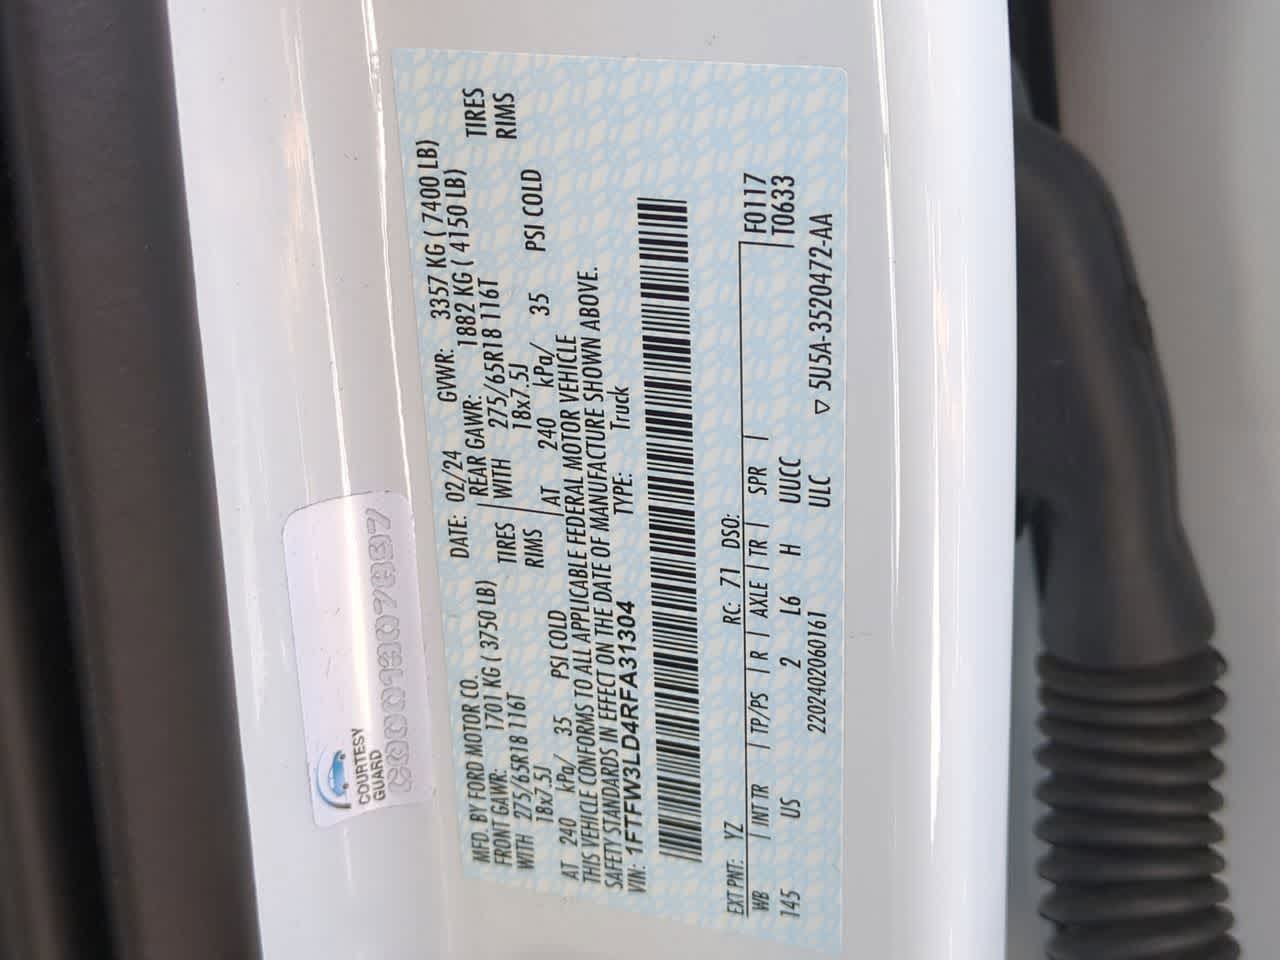 COURTESY
GUARD
MFD. BY FORD MOTOR CO.
DATE: 02/24 GVWR: 3357 KG ( 7400 LB)
FRONT GAWR: 1701 KG ( 3750 LB)
REAR GAWR: 1882 KG ( 4150 LB)
WITH 275/65R18 116T TIRES
WITH 275/65R18 116T TIRES
18x7.5J RIMS
18x7.5J RIMS
AT 240 kPa/ 35 PSI COLD
AT 240 kPa/ 35 PSI COLD
THIS VEHICLE CONFORMS TO ALL APPLICABLE FEDERAL MOTOR VEHICLE
SAFETY STANDARDS IN EFFECT ON THE DATE OF MANUFACTURE SHOWN ABOVE.
VIN: 1FTFW3LD4RFA31304 TYPE: Truck
EXT PNT: YZ RC: 71 DSO: F0117
WB INT TR TP/PS R AXLE TR SPR T0633
145 US 2 L6 H UUCC
2202402060161 ULC ▽ 5U5A-3520472-AA